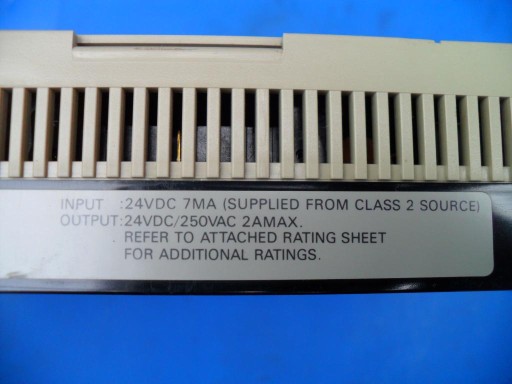 INPUT :24VDC 7MA (SUPPLIED FROM CLASS 2 SOURCE)
OUTPUT:24VDC/250VAC 2AMAX.
REFER TO ATTACHED RATING SHEET
FOR ADDITIONAL RATINGS.